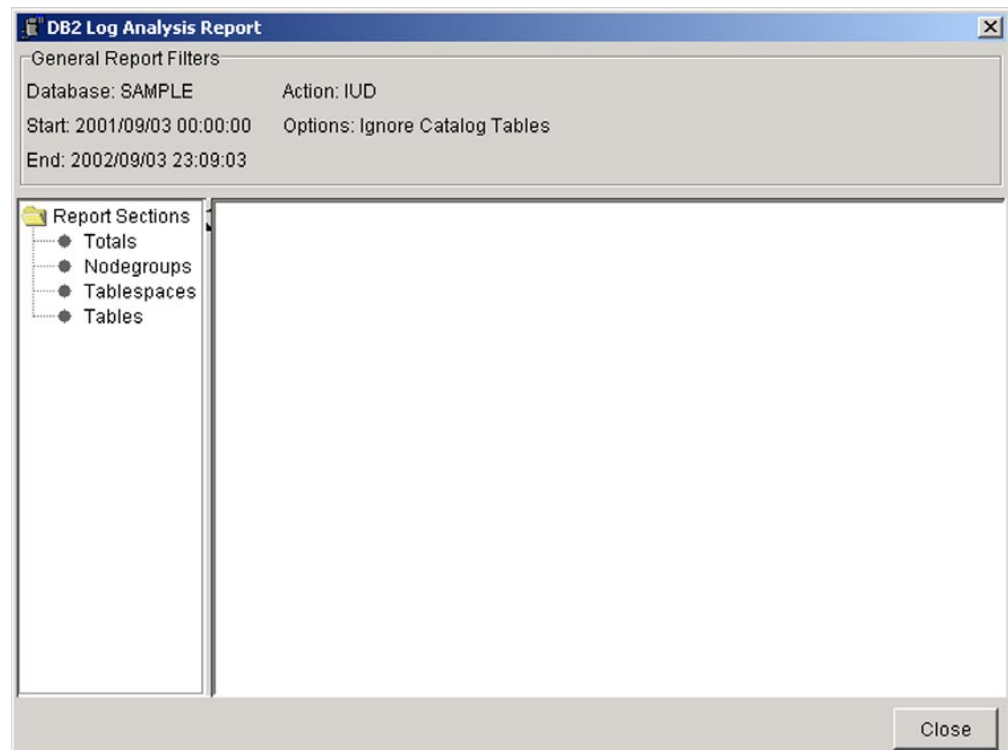 DB2 Log Analysis Report
General Report Filters
Database: SAMPLE Action: IUD
Start: 2001/09/03 00:00:00 Options: Ignore Catalog Tables
End: 2002/09/03 23:09:03
Report Sections
Totals
Nodegroups
Tablespaces
Tables
Close